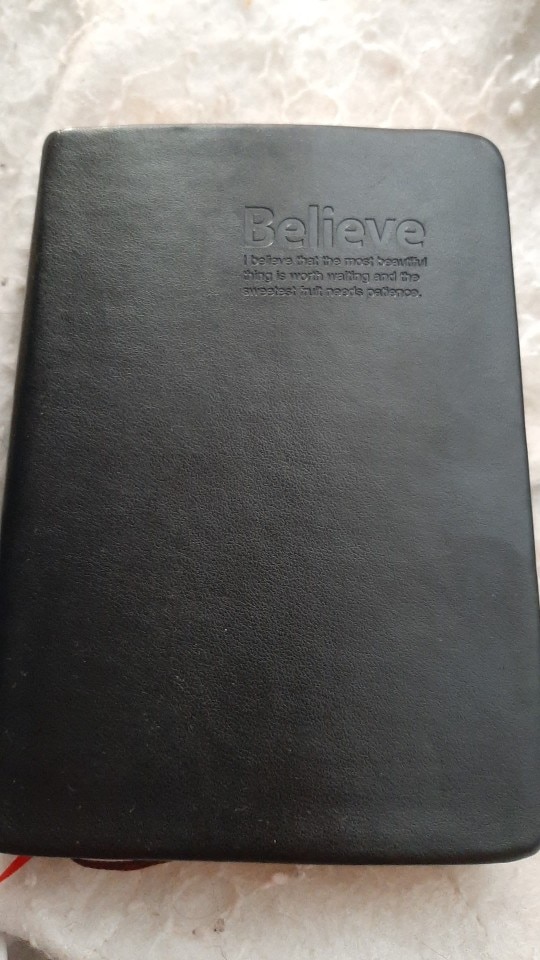 Believe
I believe that the most beautiful
thing is worth waiting and the
sweetest fruit needs patience.